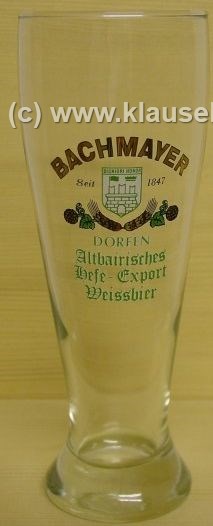 (c) www.klausel
BACHMAYER
Seit 1847
DORFEN
Altbairisches
Hefe-Export
Weissbier